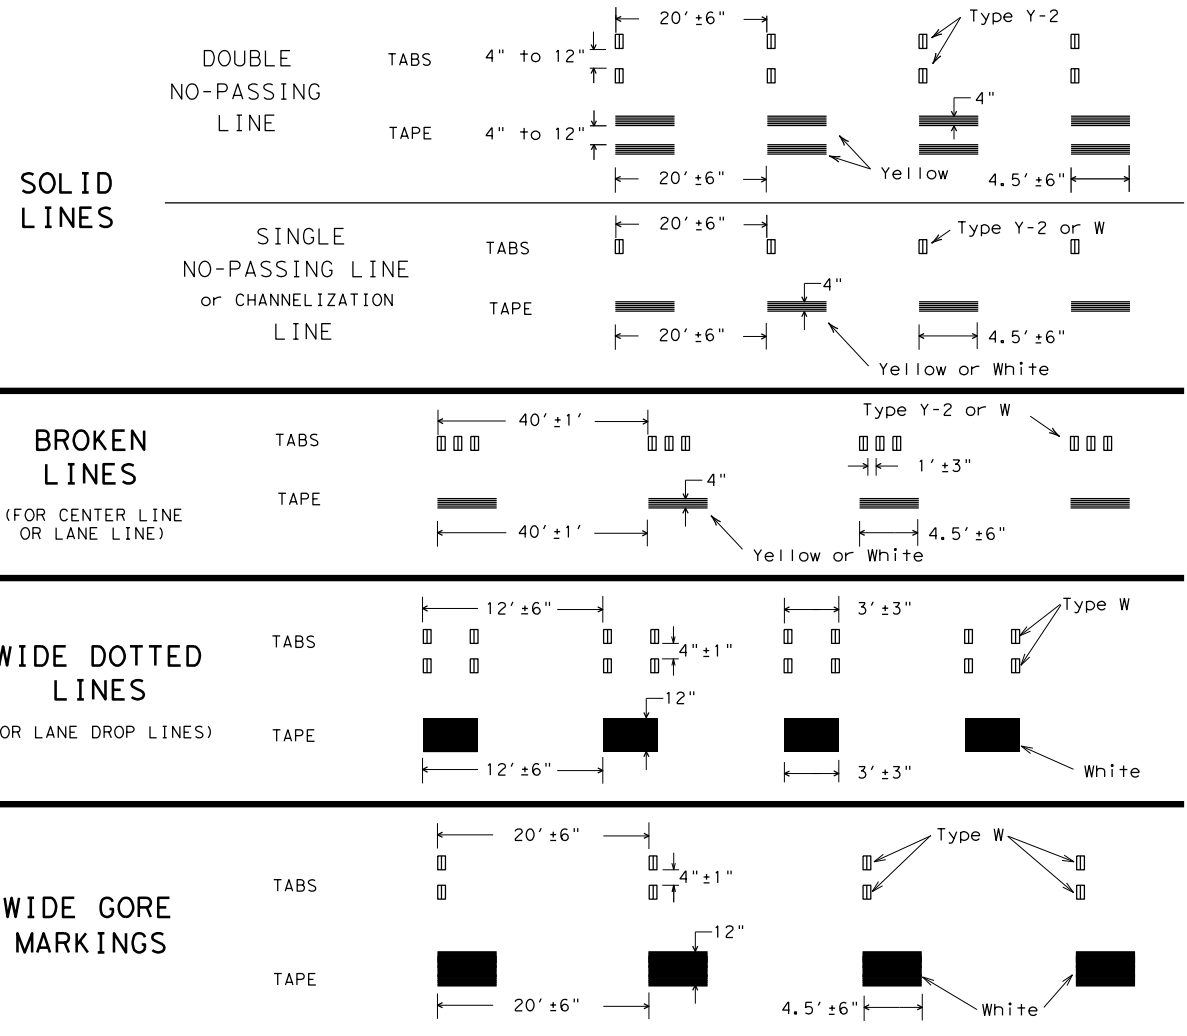 SOLID
LINES
DOUBLE
NO-PASSING
LINE
TABS
4" to 12"
20'±6"
Type Y-2
TAPE
4" to 12"
4"
Yellow
20'±6"
4.5'±6"
SINGLE
NO-PASSING LINE
or CHANNELIZATION
LINE
TABS
20'±6"
Type Y-2 or W
TAPE
4"
20'±6"
4.5'±6"
Yellow or White
BROKEN
LINES
(FOR CENTER LINE
OR LANE LINE)
TABS
40'±1'
Type Y-2 or W
1'±3"
TAPE
4"
40'±1'
4.5'±6"
Yellow or White
WIDE DOTTED
LINES
OR LANE DROP LINES)
TABS
12'±6"
3'±3"
Type W
4"±1"
TAPE
12"
12'±6"
3'±3"
White
WIDE GORE
MARKINGS
TABS
20'±6"
Type W
4"±1"
TAPE
12"
20'±6"
4.5'±6"
White